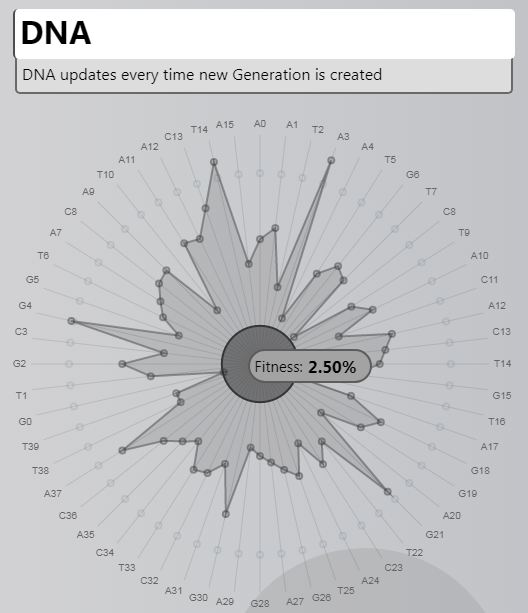 DNA
DNA updates every time new Generation is created
A0
A1
T2
A3
A4
T5
G6
T7
C8
T9
A10
C11
A12
C13
T14
G15
T16
A17
G18
G19
A20
G21
T22
C23
A24
T25
G26
A27
G28
A29
G30
A31
C32
T33
C34
A35
C36
A37
T38
T39
G0
T1
G2
C3
G4
G5
T6
A7
C8
A9
T10
A11
A12
C13
T14
A15
Fitness: 2.50%